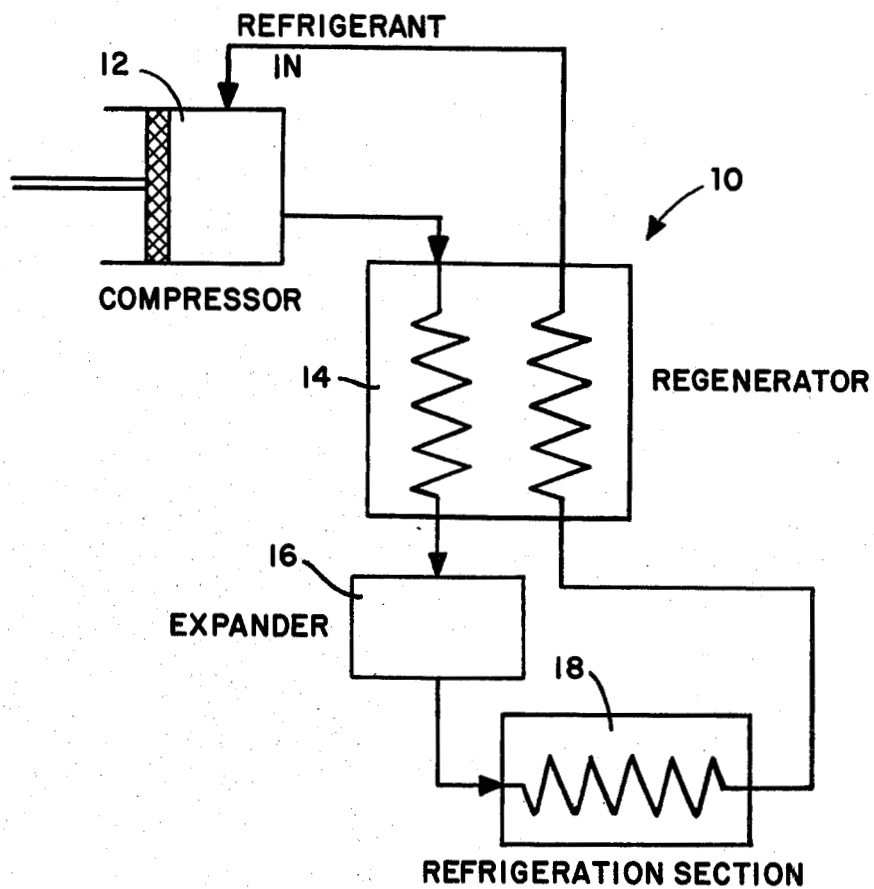 REFRIGERANT
IN
12
10
COMPRESSOR
14
REGENERATOR
16
EXPANDER
18
REFRIGERATION SECTION